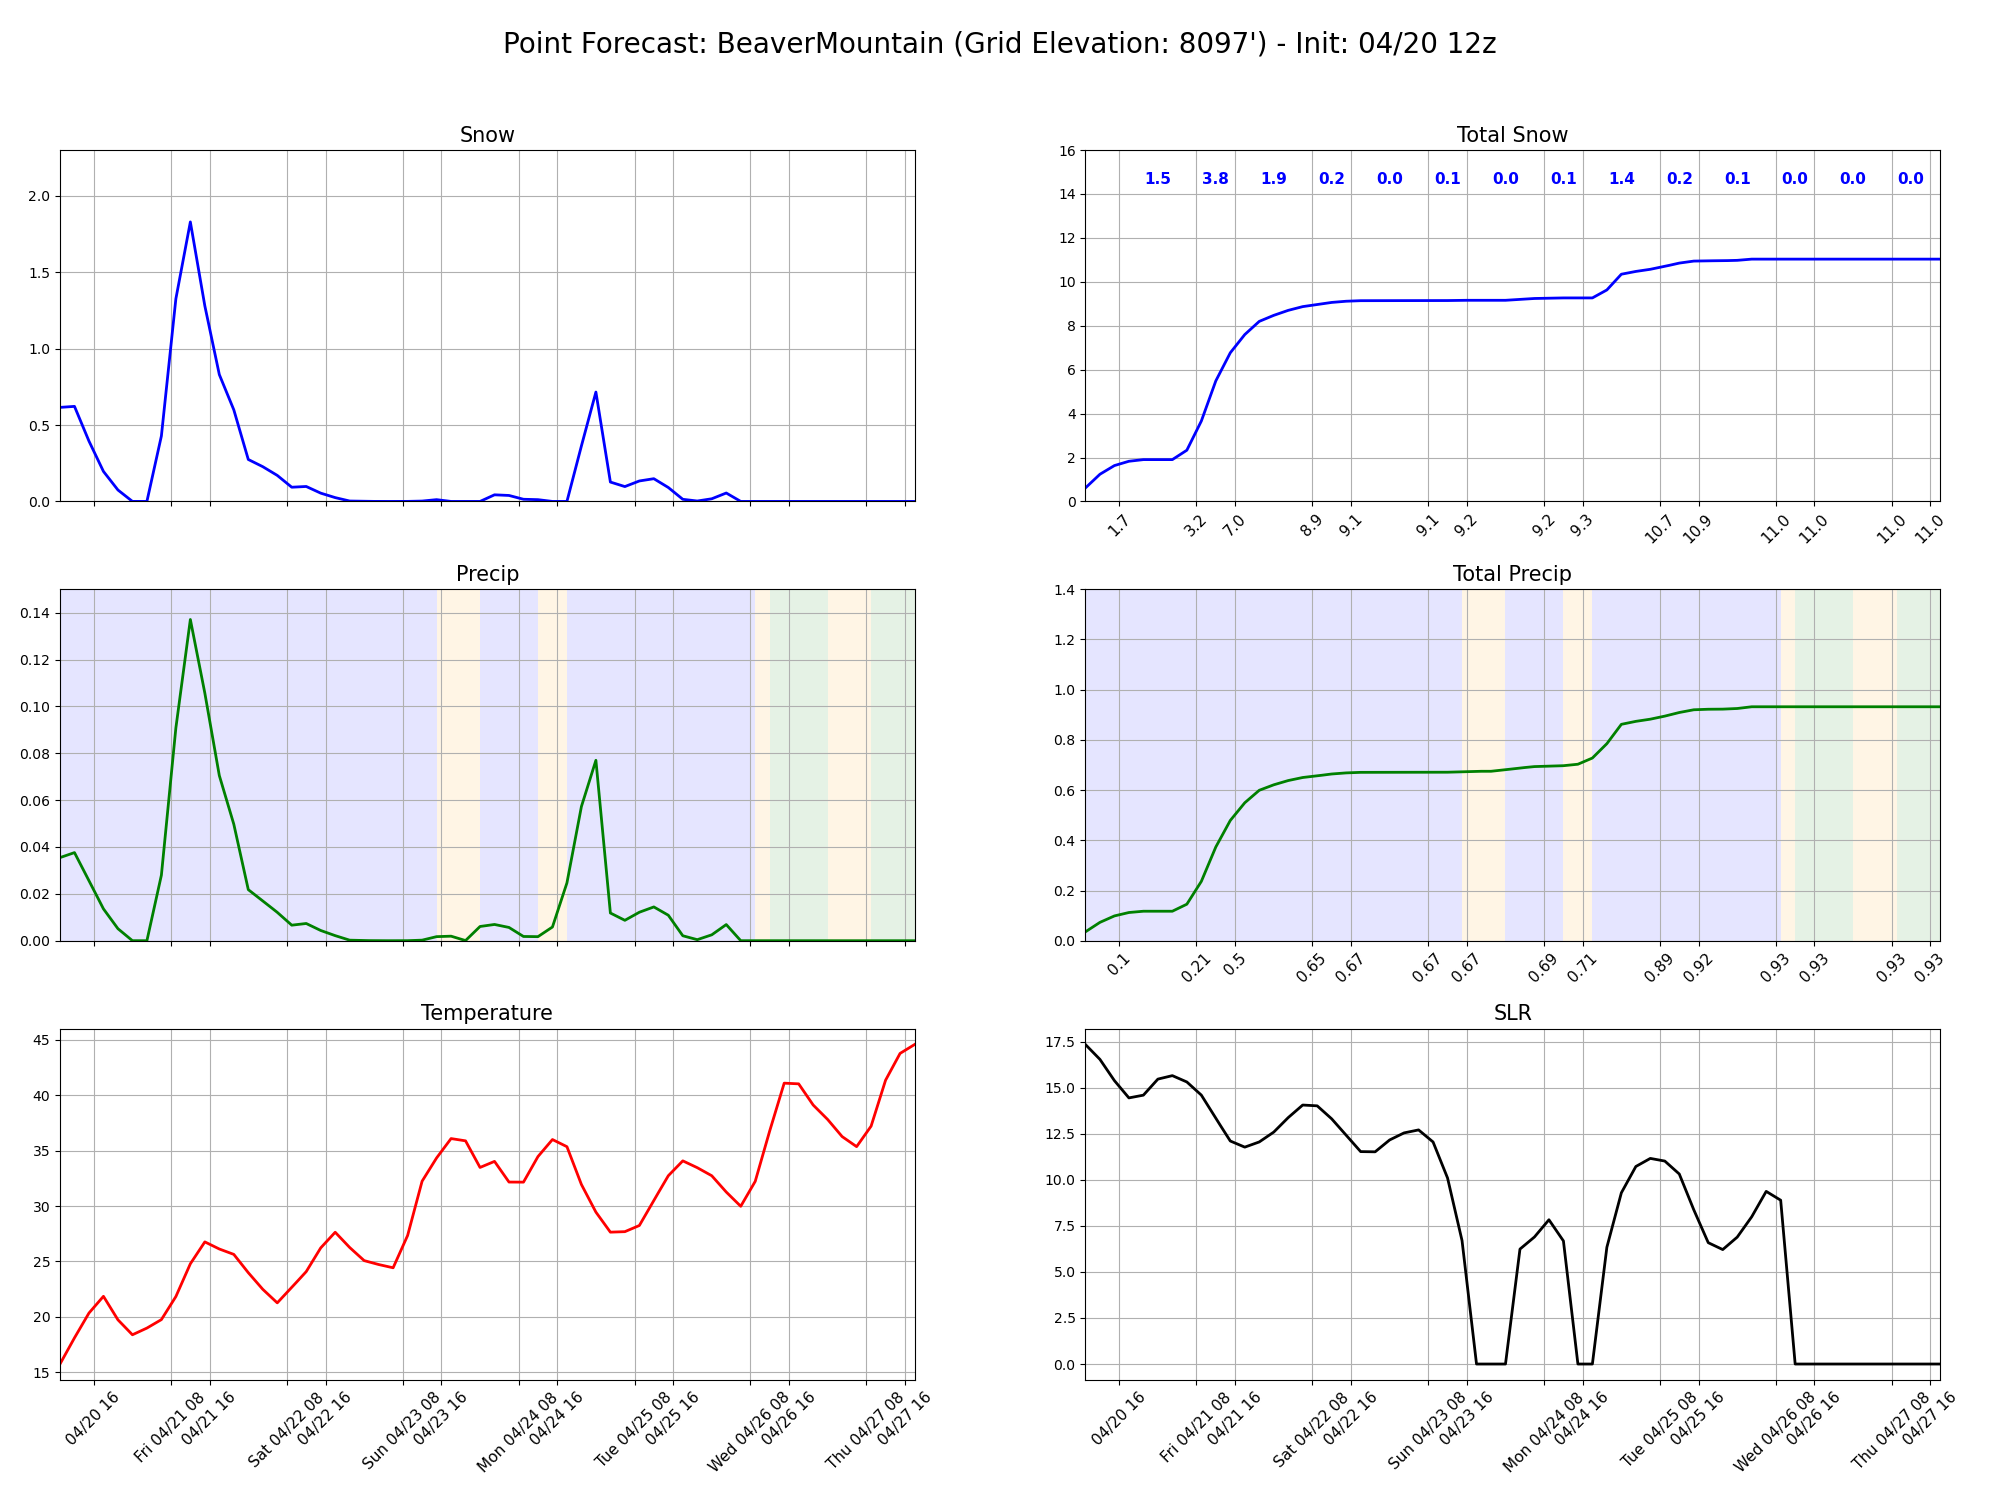 Point Forecast: BeaverMountain (Grid Elevation: 8097') - Init: 04/20 12z
Snow
2.0
1.5
1.0
0.5
0.0
Total Snow
16
14
12
10
8
6
4
2
0
1.5 3.8 1.9 0.2 0.0 0.1 0.0 0.1 1.4 0.2 0.1 0.0 0.0 0.0
1.7 3.2 7.0 8.9 9.1 9.1 9.2 9.2 9.3 10.7 10.9 11.0 11.0 11.0 11.0
Precip
0.14
0.12
0.10
0.08
0.06
0.04
0.02
0.00
Total Precip
1.4
1.2
1.0
0.8
0.6
0.4
0.2
0.0
0.1 0.21 0.5 0.65 0.67 0.67 0.67 0.69 0.71 0.89 0.92 0.93 0.93 0.93 0.93
Temperature
45
40
35
30
25
20
15
04/20 16
Fri 04/21 08
04/21 16
Sat 04/22 08
04/22 16
Sun 04/23 08
04/23 16
Mon 04/24 08
04/24 16
Tue 04/25 08
04/25 16
Wed 04/26 08
04/26 16
Thu 04/27 08
04/27 16
SLR
17.5
15.0
12.5
10.0
7.5
5.0
2.5
0.0
04/20 16
Fri 04/21 08
04/21 16
Sat 04/22 08
04/22 16
Sun 04/23 08
04/23 16
Mon 04/24 08
04/24 16
Tue 04/25 08
04/25 16
Wed 04/26 08
04/26 16
Thu 04/27 08
04/27 16